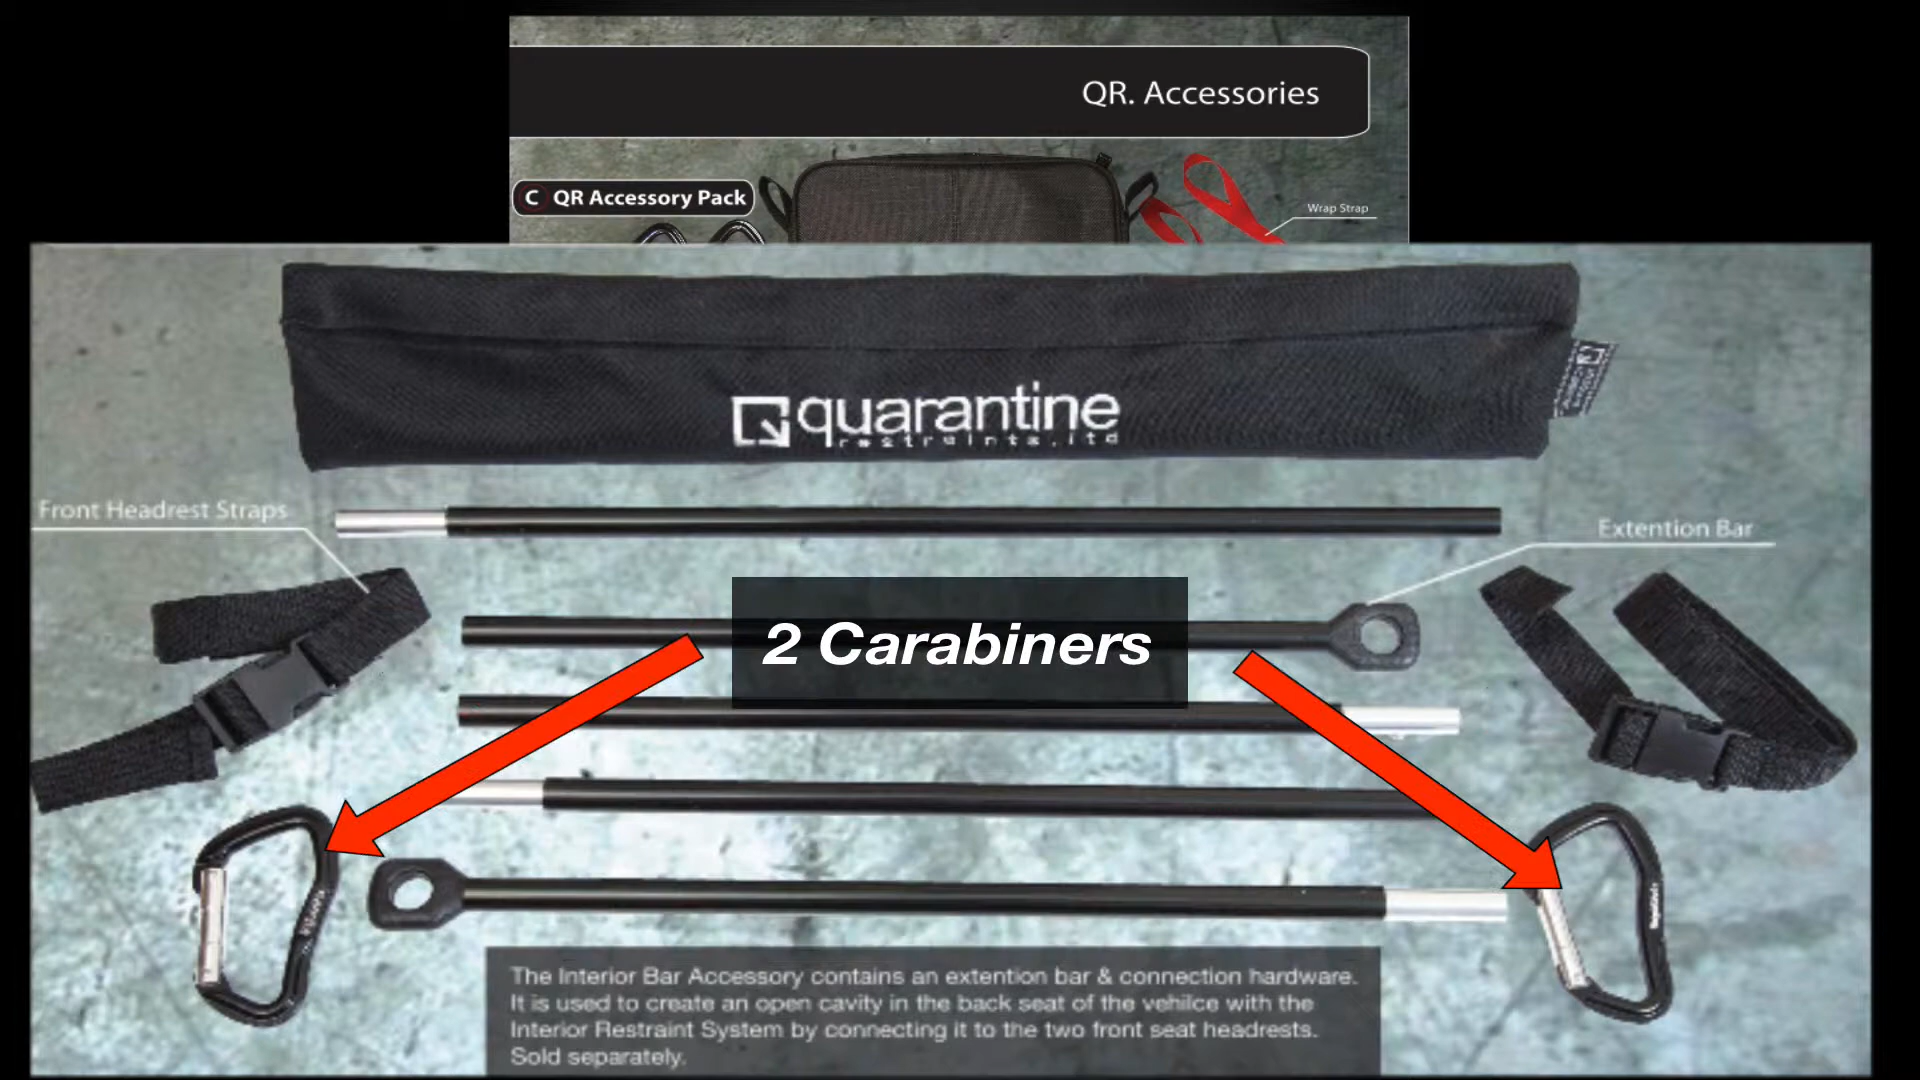 QR. Accessories
C QR Accessory Pack
Wrap Strap
quarantine
restraints, ltd
Front Headrest Straps
Extention Bar
2 Carabiners
The Interior Bar Accessory contains an extention bar & connection hardware.
It is used to create an open cavity in the back seat of the vehilce with the
Interior Restraint System by connecting it to the two front seat headrests.
Sold separately.